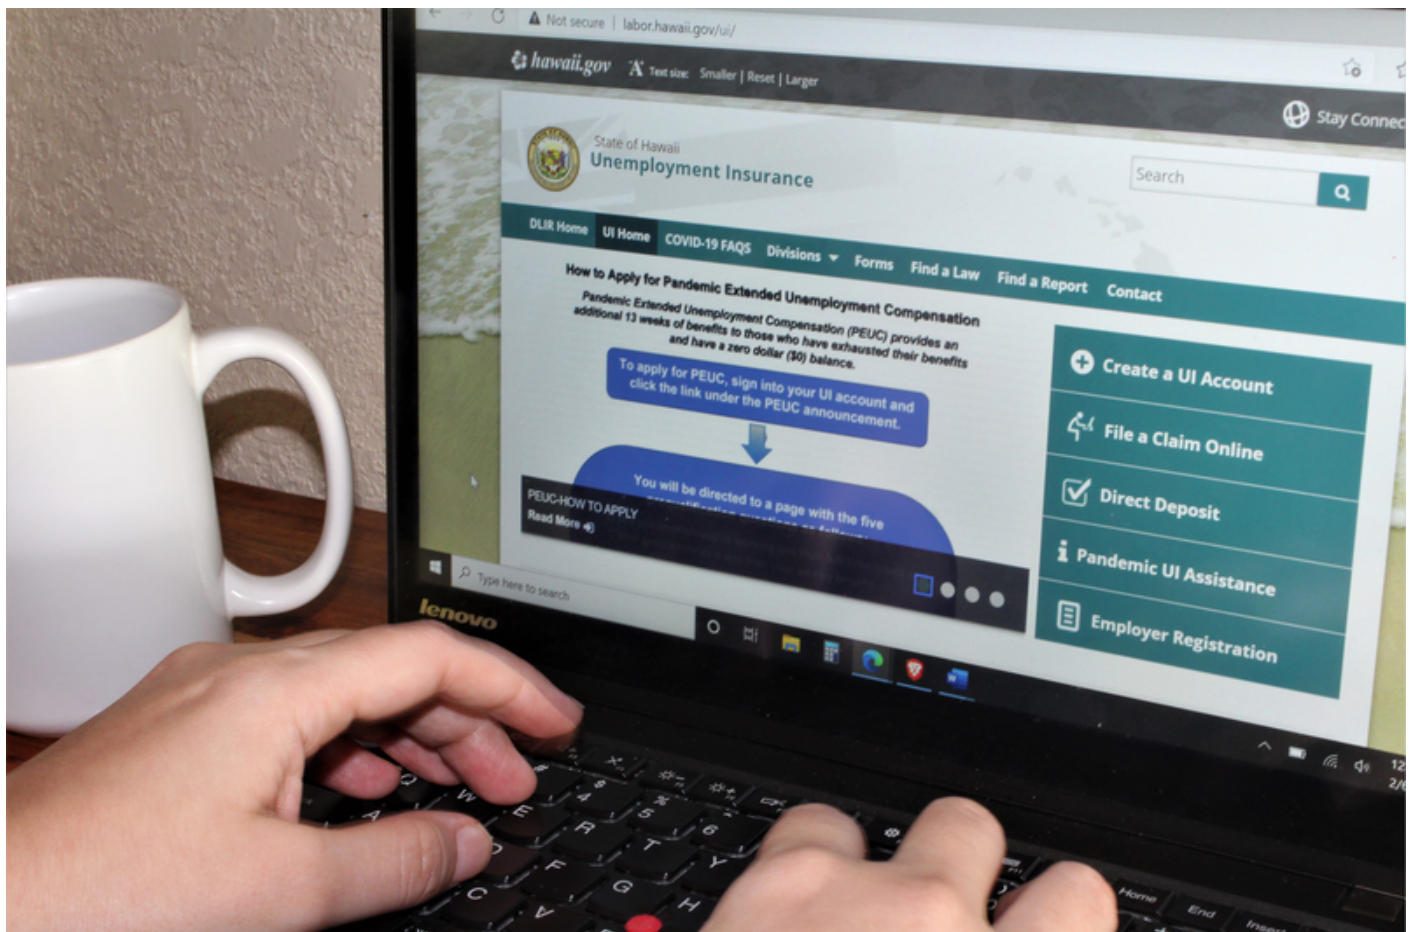 Not secure | labor.hawaii.gov/ui/
hawaii.gov Text size: Smaller | Reset | Larger
Stay Connec
State of Hawaii
Unemployment Insurance
Search
DLIR Home UI Home COVID-19 FAQS Divisions Forms Find a Law Find a Report Contact
How to Apply for Pandemic Extended Unemployment Compensation
Pandemic Extended Unemployment Compensation (PEUC) provides an
additional 13 weeks of benefits to those who have exhausted their benefits
and have a zero dollar ($0) balance.
To apply for PEUC, sign into your UI account and
click the link under the PEUC announcement.
You will be directed to a page with the five
PEUC-HOW TO APPLY
Read More
Create a UI Account
File a Claim Online
Direct Deposit
Pandemic UI Assistance
Employer Registration
Type here to search
12
2/
lenovo
# $ % 
4 5 6
Q W E R T Y
A D F G H
C V
Home End Insert